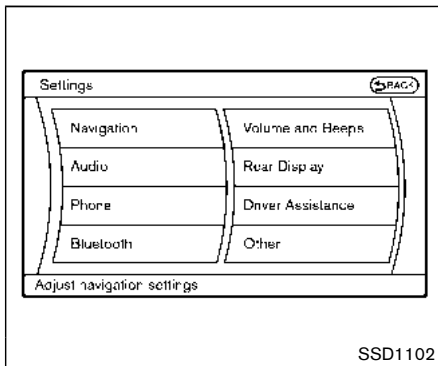 Settings
BACK
Navigation
Volume and Beeps
Audio
Rear Display
Phone
Driver Assistance
Bluetooth
Other
Adjust navigation settings
SSD1102